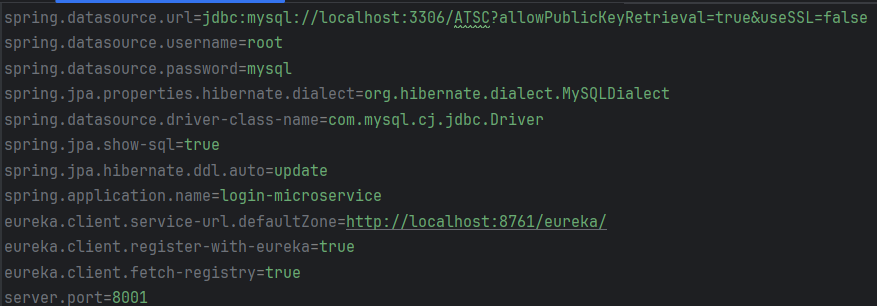 spring.datasource.url=jdbc:mysql://localhost:3306/ATSC?allowPublicKeyRetrieval=true&useSSL=false
spring.datasource.username=root
spring.datasource.password=mysql
spring.jpa.properties.hibernate.dialect=org.hibernate.dialect.MySQLDialect
spring.datasource.driver-class-name=com.mysql.cj.jdbc.Driver
spring.jpa.show-sql=true
spring.jpa.hibernate.ddl.auto=update
spring.application.name=login-microservice
eureka.client.service-url.defaultZone=http://localhost:8761/eureka/
eureka.client.register-with-eureka=true
eureka.client.fetch-registry=true
server.port=8001